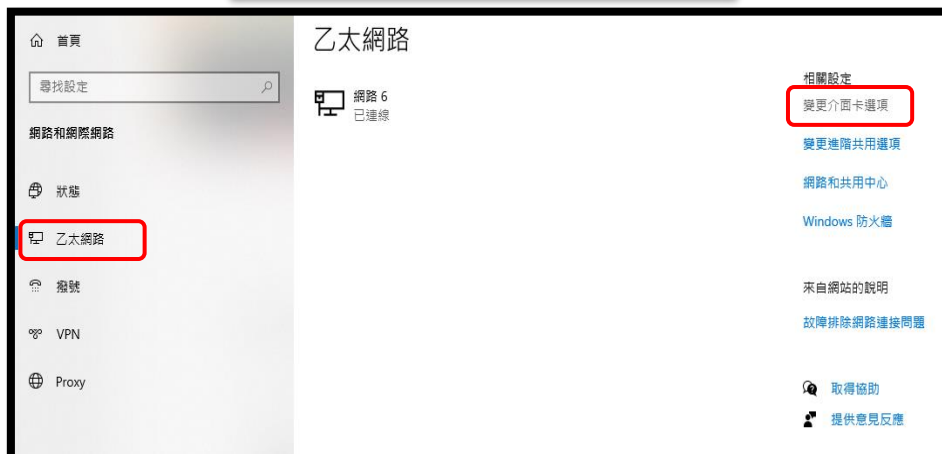 首頁
尋找設定
網路和網際網路
狀態
乙太網路
撥號
VPN
Proxy
乙太網路
網路 6
已連線
相關設定
變更介面卡選項
變更進階共用選項
網路和共用中心
Windows 防火牆
來自網站的說明
故障排除網路連接問題
取得協助
提供意見反應